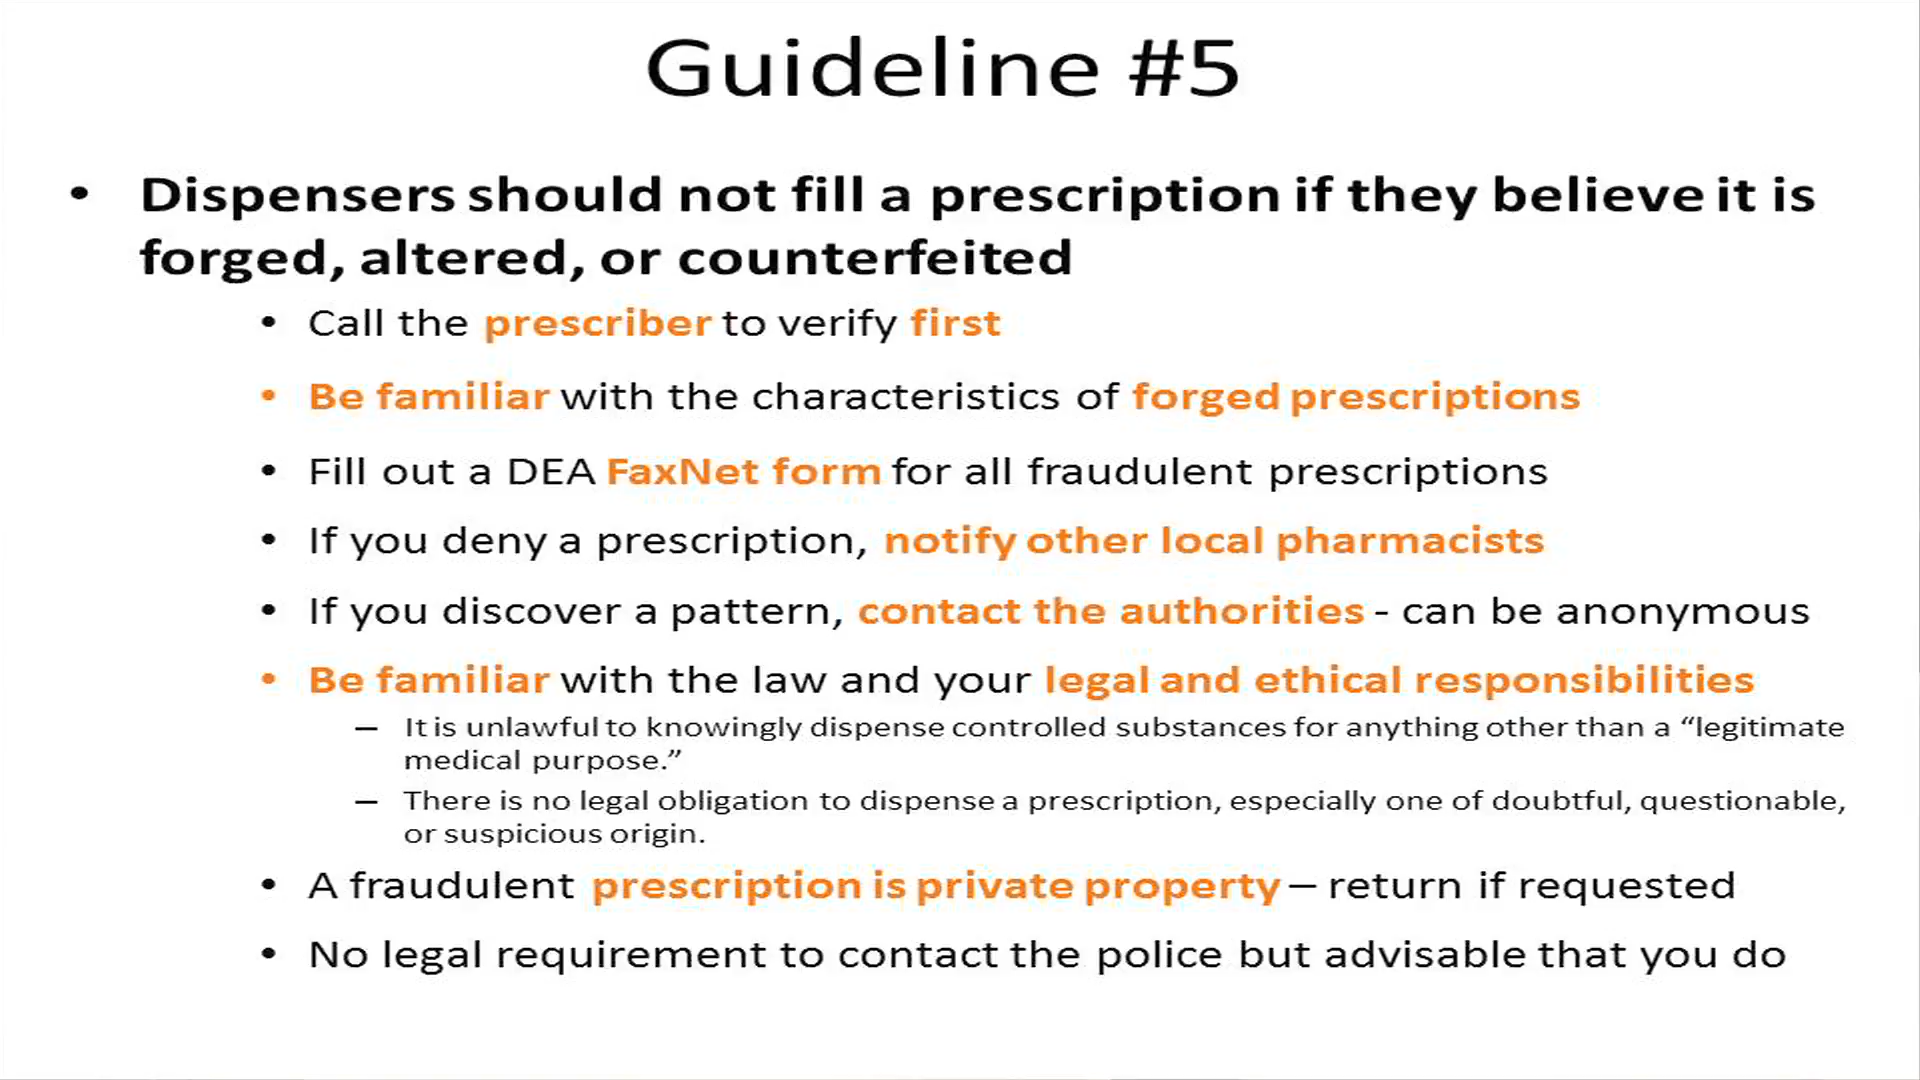 Guideline #5
• Dispensers should not fill a prescription if they believe it is
forged, altered, or counterfeited
• Call the prescriber to verify first
• Be familiar with the characteristics of forged prescriptions
• Fill out a DEA FaxNet form for all fraudulent prescriptions
• If you deny a prescription, notify other local pharmacists
• If you discover a pattern, contact the authorities - can be anonymous
• Be familiar with the law and your legal and ethical responsibilities
– It is unlawful to knowingly dispense controlled substances for anything other than a “legitimate
medical purpose.”
– There is no legal obligation to dispense a prescription, especially one of doubtful, questionable,
or suspicious origin.
• A fraudulent prescription is private property – return if requested
• No legal requirement to contact the police but advisable that you do